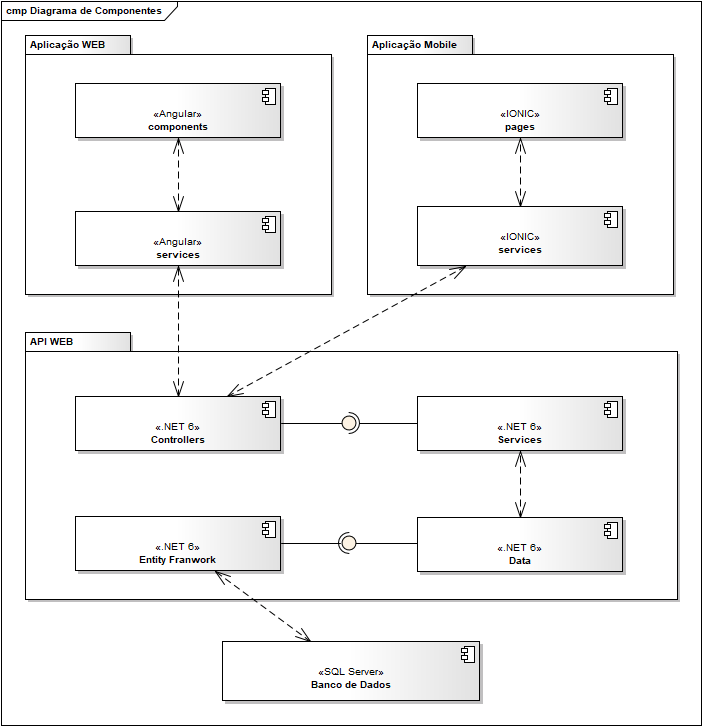 cmp Diagrama de Componentes
Aplicação WEB
«Angular»
components
«Angular»
services
Aplicação Mobile
«IONIC»
pages
«IONIC»
services
API WEB
«.NET 6»
Controllers
«.NET 6»
Services
«.NET 6»
Entity Franwork
«.NET 6»
Data
«SQL Server»
Banco de Dados